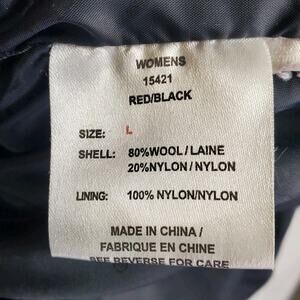 WOMENS
15421
RED/BLACK
SIZE: L
SHELL: 80%WOOL/LAINE
20%NYLON/NYLON
LINING: 100%NYLON/NYLON
MADE IN CHINA/
FABRIQUE EN CHINE
SEE REVERSE FOR CARE